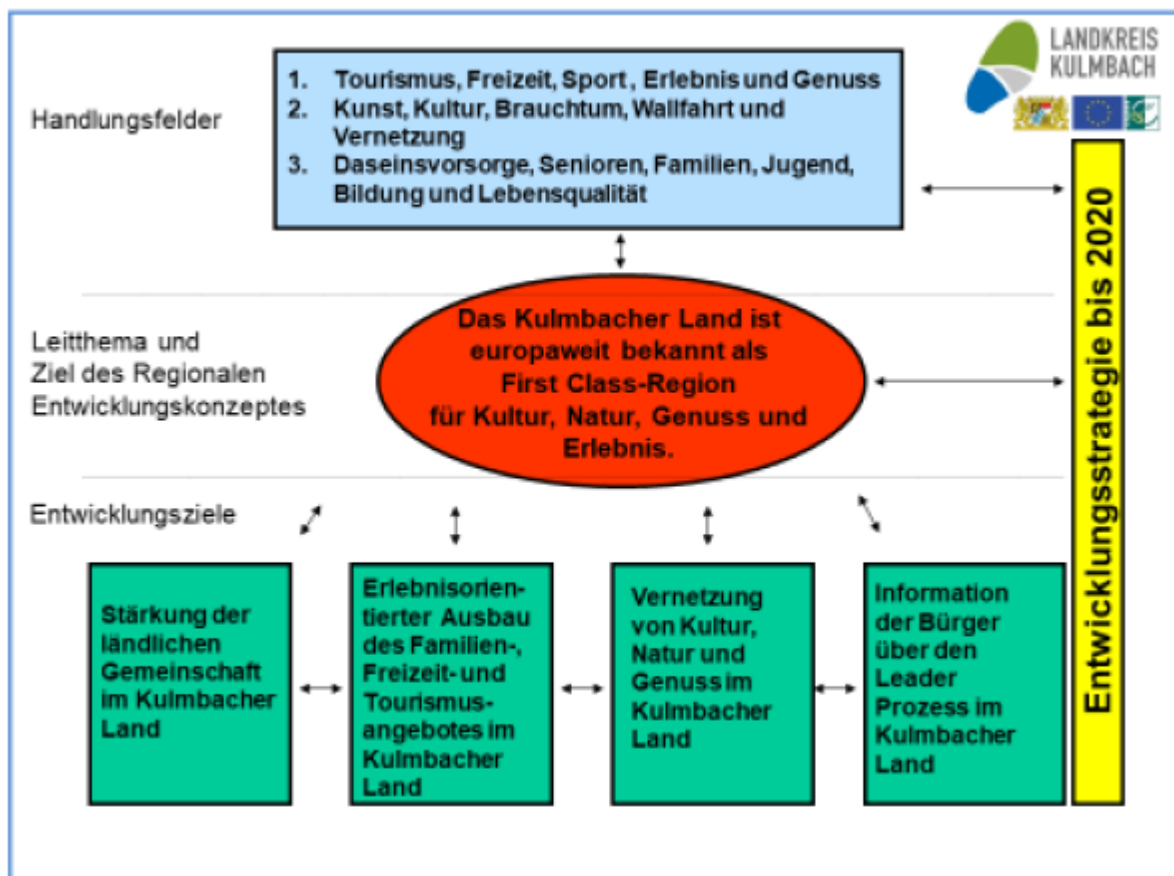 LANDKREIS
KULMBACH
Handlungsfelder
1. Tourismus, Freizeit, Sport , Erlebnis und Genuss
2. Kunst, Kultur, Brauchtum, Wallfahrt und
Vernetzung
3. Daseinsvorsorge, Senioren, Familien, Jugend,
Bildung und Lebensqualität
Leitthema und
Ziel des Regionalen
Entwicklungskonzeptes
Das Kulmbacher Land ist
europaweit bekannt als
First Class-Region
für Kultur, Natur, Genuss und
Erlebnis.
Entwicklungsziele
Stärkung der
ländlichen
Gemeinschaft
im Kulmbacher
Land
Erlebnisorien-
tierter Ausbau
des Familien-,
Freizeit- und
Tourismus-
angebotes im
Kulmbacher
Land
Vernetzung
von Kultur,
Natur und
Genuss im
Kulmbacher
Land
Information
der Bürger
über den
Leader
Prozess im
Kulmbacher
Land
Entwicklungsstrategie bis 2020